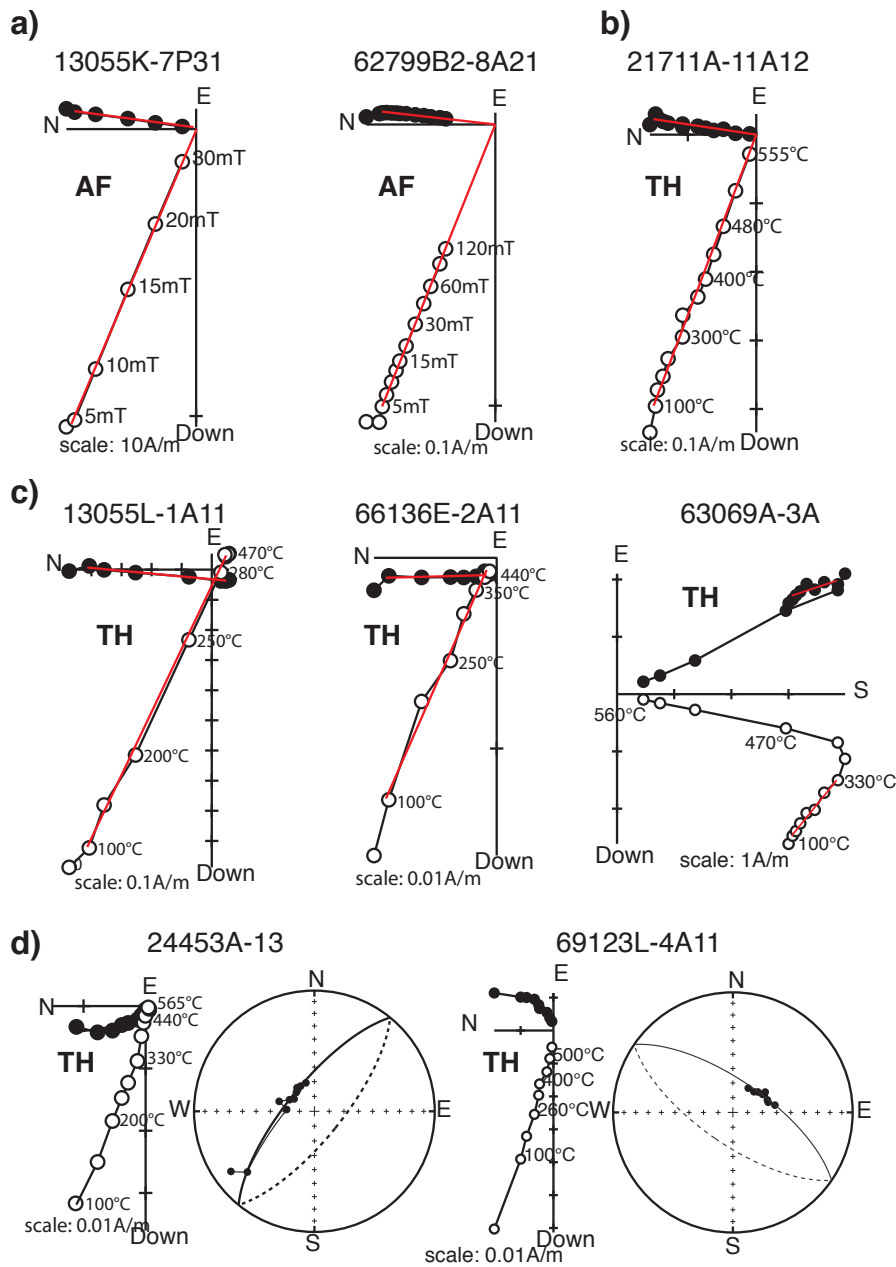 a)
b)
13055K-7P31
62799B2-8A21
21711A-11A12
E
N
AF
30mT
20mT
15mT
10mT
5mT
Down
scale: 10A/m
E
N
AF
120mT
60mT
30mT
15mT
5mT
Down
scale: 0.1A/m
E
N
TH
555°C
480°C
400°C
300°C
100°C
Down
scale: 0.1A/m
c)
13055L-1A11
66136E-2A11
63069A-3A
E
N
470°C
280°C
TH
250°C
200°C
100°C
0
Down
scale: 0.1A/m
E
N
440°C
350°C
TH
250°C
100°C
Down
scale: 0.01A/m
E
TH
S
560°C
470°C
330°C
100°C
Down
scale: 1A/m
d)
24453A-13
69123L-4A11
E
N
565°C
440°C
TH
330°C
200°C
100°C
scale: 0.01A/m
Down
N
W
E
S
E
N
TH
500°C
400°C
260°C
100°C
Down
scale: 0.01A/m
N
W
E
S